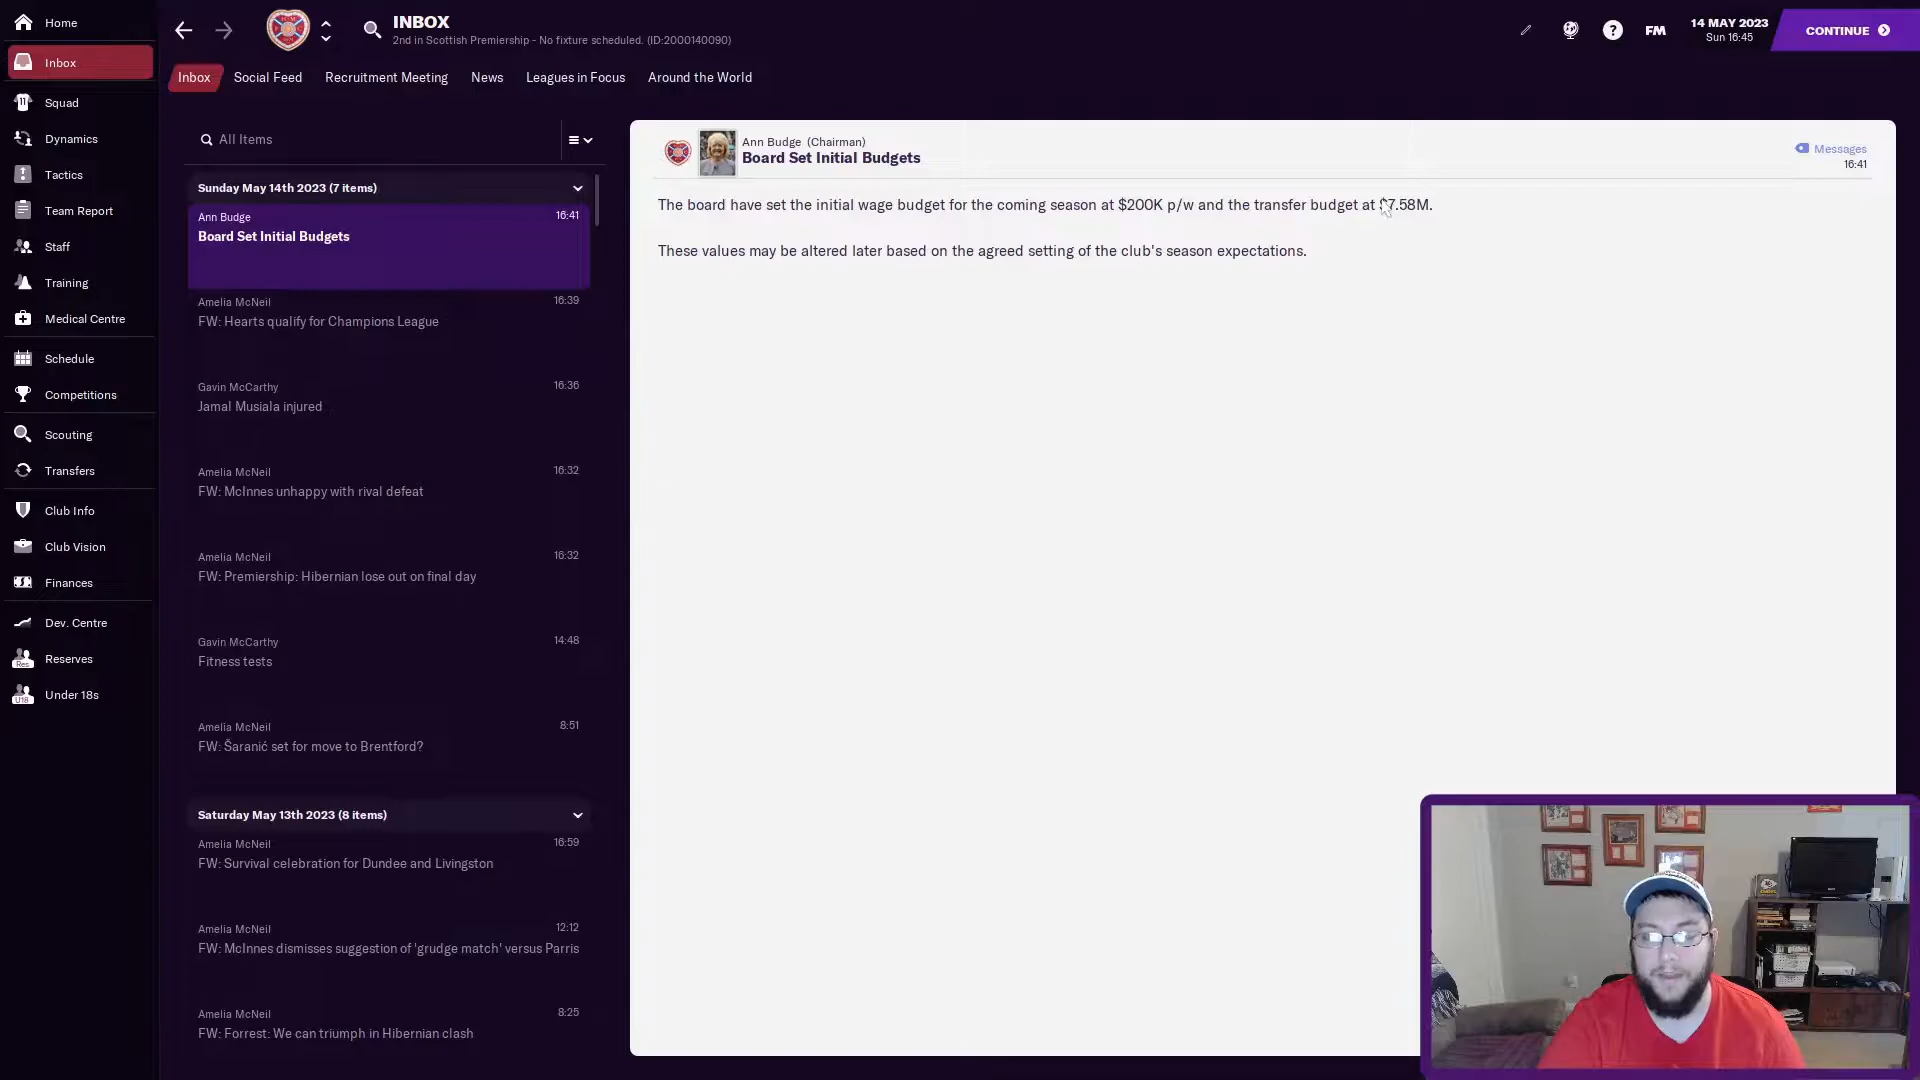 Home
Inbox
Squad
Dynamics
Tactics
Team Report
Staff
Training
Medical Centre
Schedule
Competitions
Scouting
Transfers
Club Info
Club Vision
Finances
Dev. Centre
Reserves
Under 18s
INBOX
2nd in Scottish Premiership - No fixture scheduled. (ID:2000140090)
FM
14 MAY 2023
Sun 16:45
CONTINUE
Inbox Social Feed Recruitment Meeting News Leagues in Focus Around the World
All Items
Sunday May 14th 2023 (7 items)
Ann Budge 16:41
Board Set Initial Budgets
Amelia McNeil 16:39
FW: Hearts qualify for Champions League
Gavin McCarthy 16:36
Jamal Musiala injured
Amelia McNeil 16:32
FW: McInnes unhappy with rival defeat
Amelia McNeil 16:32
FW: Premiership: Hibernian lose out on final day
Gavin McCarthy 14:48
Fitness tests
Amelia McNeil 8:51
FW: Šaranić set for move to Brentford?
Saturday May 13th 2023 (8 items)
Amelia McNeil 16:59
FW: Survival celebration for Dundee and Livingston
Amelia McNeil 12:12
FW: McInnes dismisses suggestion of 'grudge match' versus Parris
Amelia McNeil 8:25
FW: Forrest: We can triumph in Hibernian clash
Ann Budge (Chairman)
Board Set Initial Budgets
Messages
16:41
The board have set the initial wage budget for the coming season at $200K p/w and the transfer budget at $7.58M.
These values may be altered later based on the agreed setting of the club's season expectations.